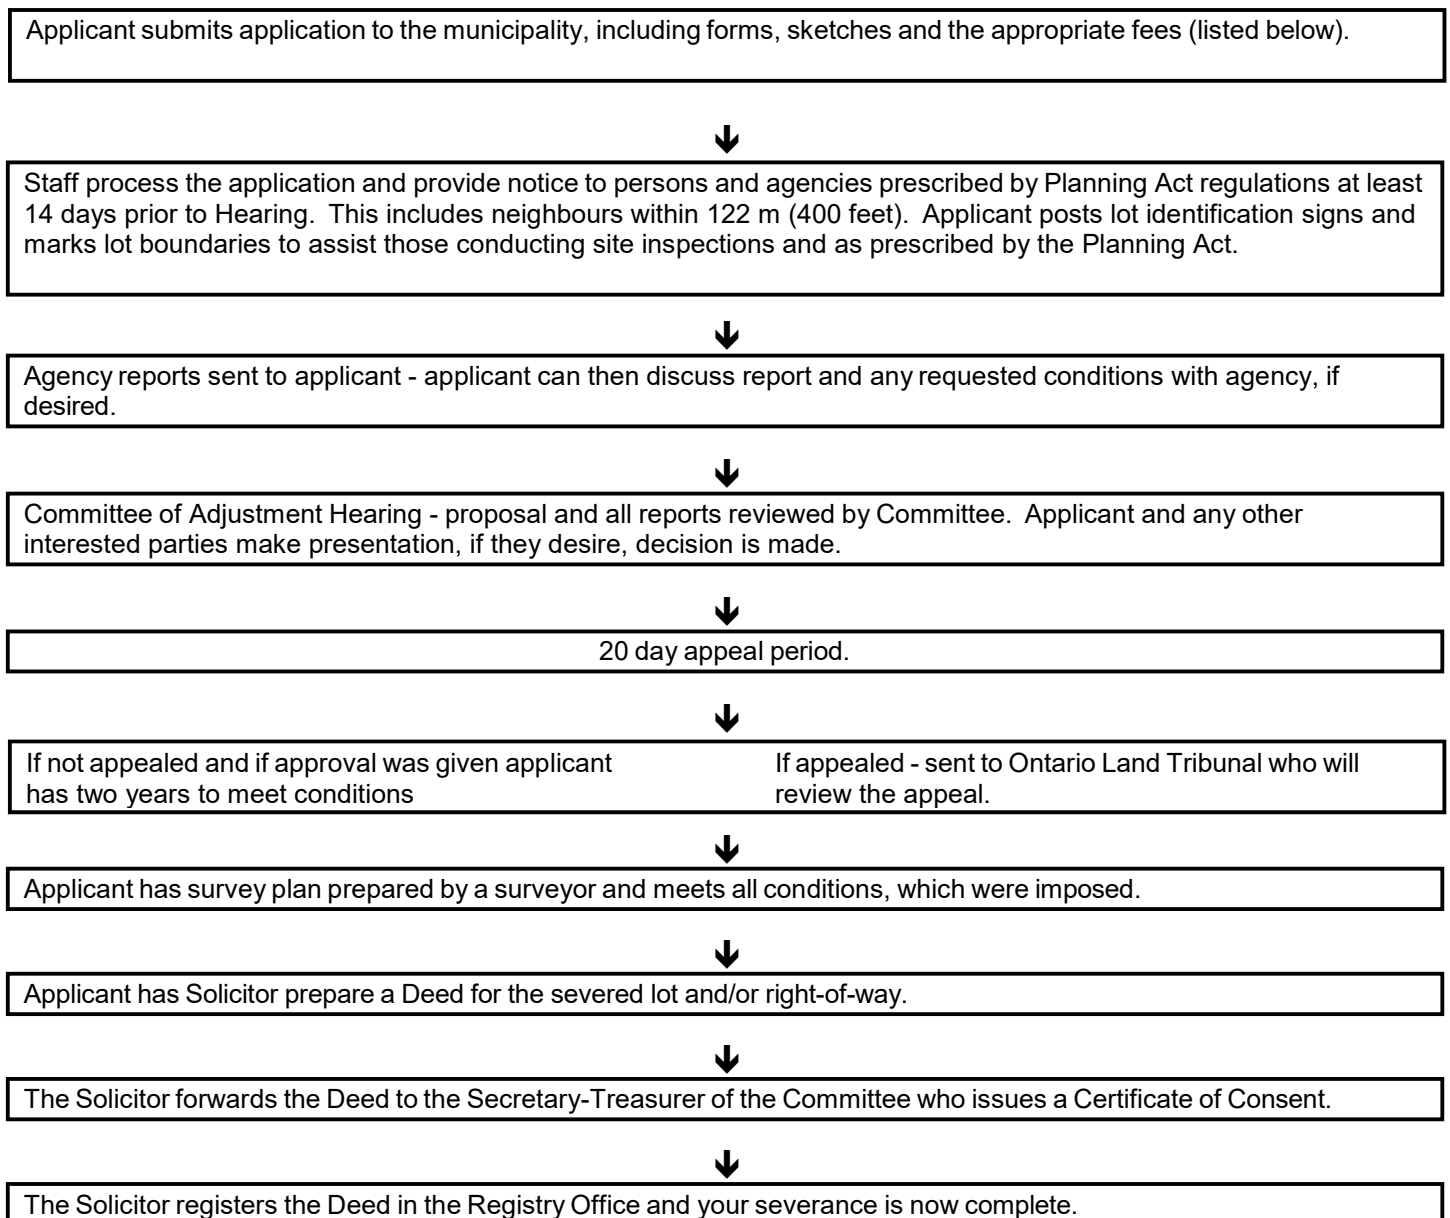 Applicant submits application to the municipality, including forms, sketches and the appropriate fees (listed below).
Staff process the application and provide notice to persons and agencies prescribed by Planning Act regulations at least
14 days prior to Hearing. This includes neighbours within 122 m (400 feet). Applicant posts lot identification signs and
marks lot boundaries to assist those conducting site inspections and as prescribed by the Planning Act.
Agency reports sent to applicant - applicant can then discuss report and any requested conditions with agency, if
desired.
Committee of Adjustment Hearing - proposal and all reports reviewed by Committee. Applicant and any other
interested parties make presentation, if they desire, decision is made.
20 day appeal period.
If not appealed and if approval was given applicant
has two years to meet conditions
If appealed - sent to Ontario Land Tribunal who will
review the appeal.
Applicant has survey plan prepared by a surveyor and meets all conditions, which were imposed.
Applicant has Solicitor prepare a Deed for the severed lot and/or right-of-way.
The Solicitor forwards the Deed to the Secretary-Treasurer of the Committee who issues a Certificate of Consent.
The Solicitor registers the Deed in the Registry Office and your severance is now complete.